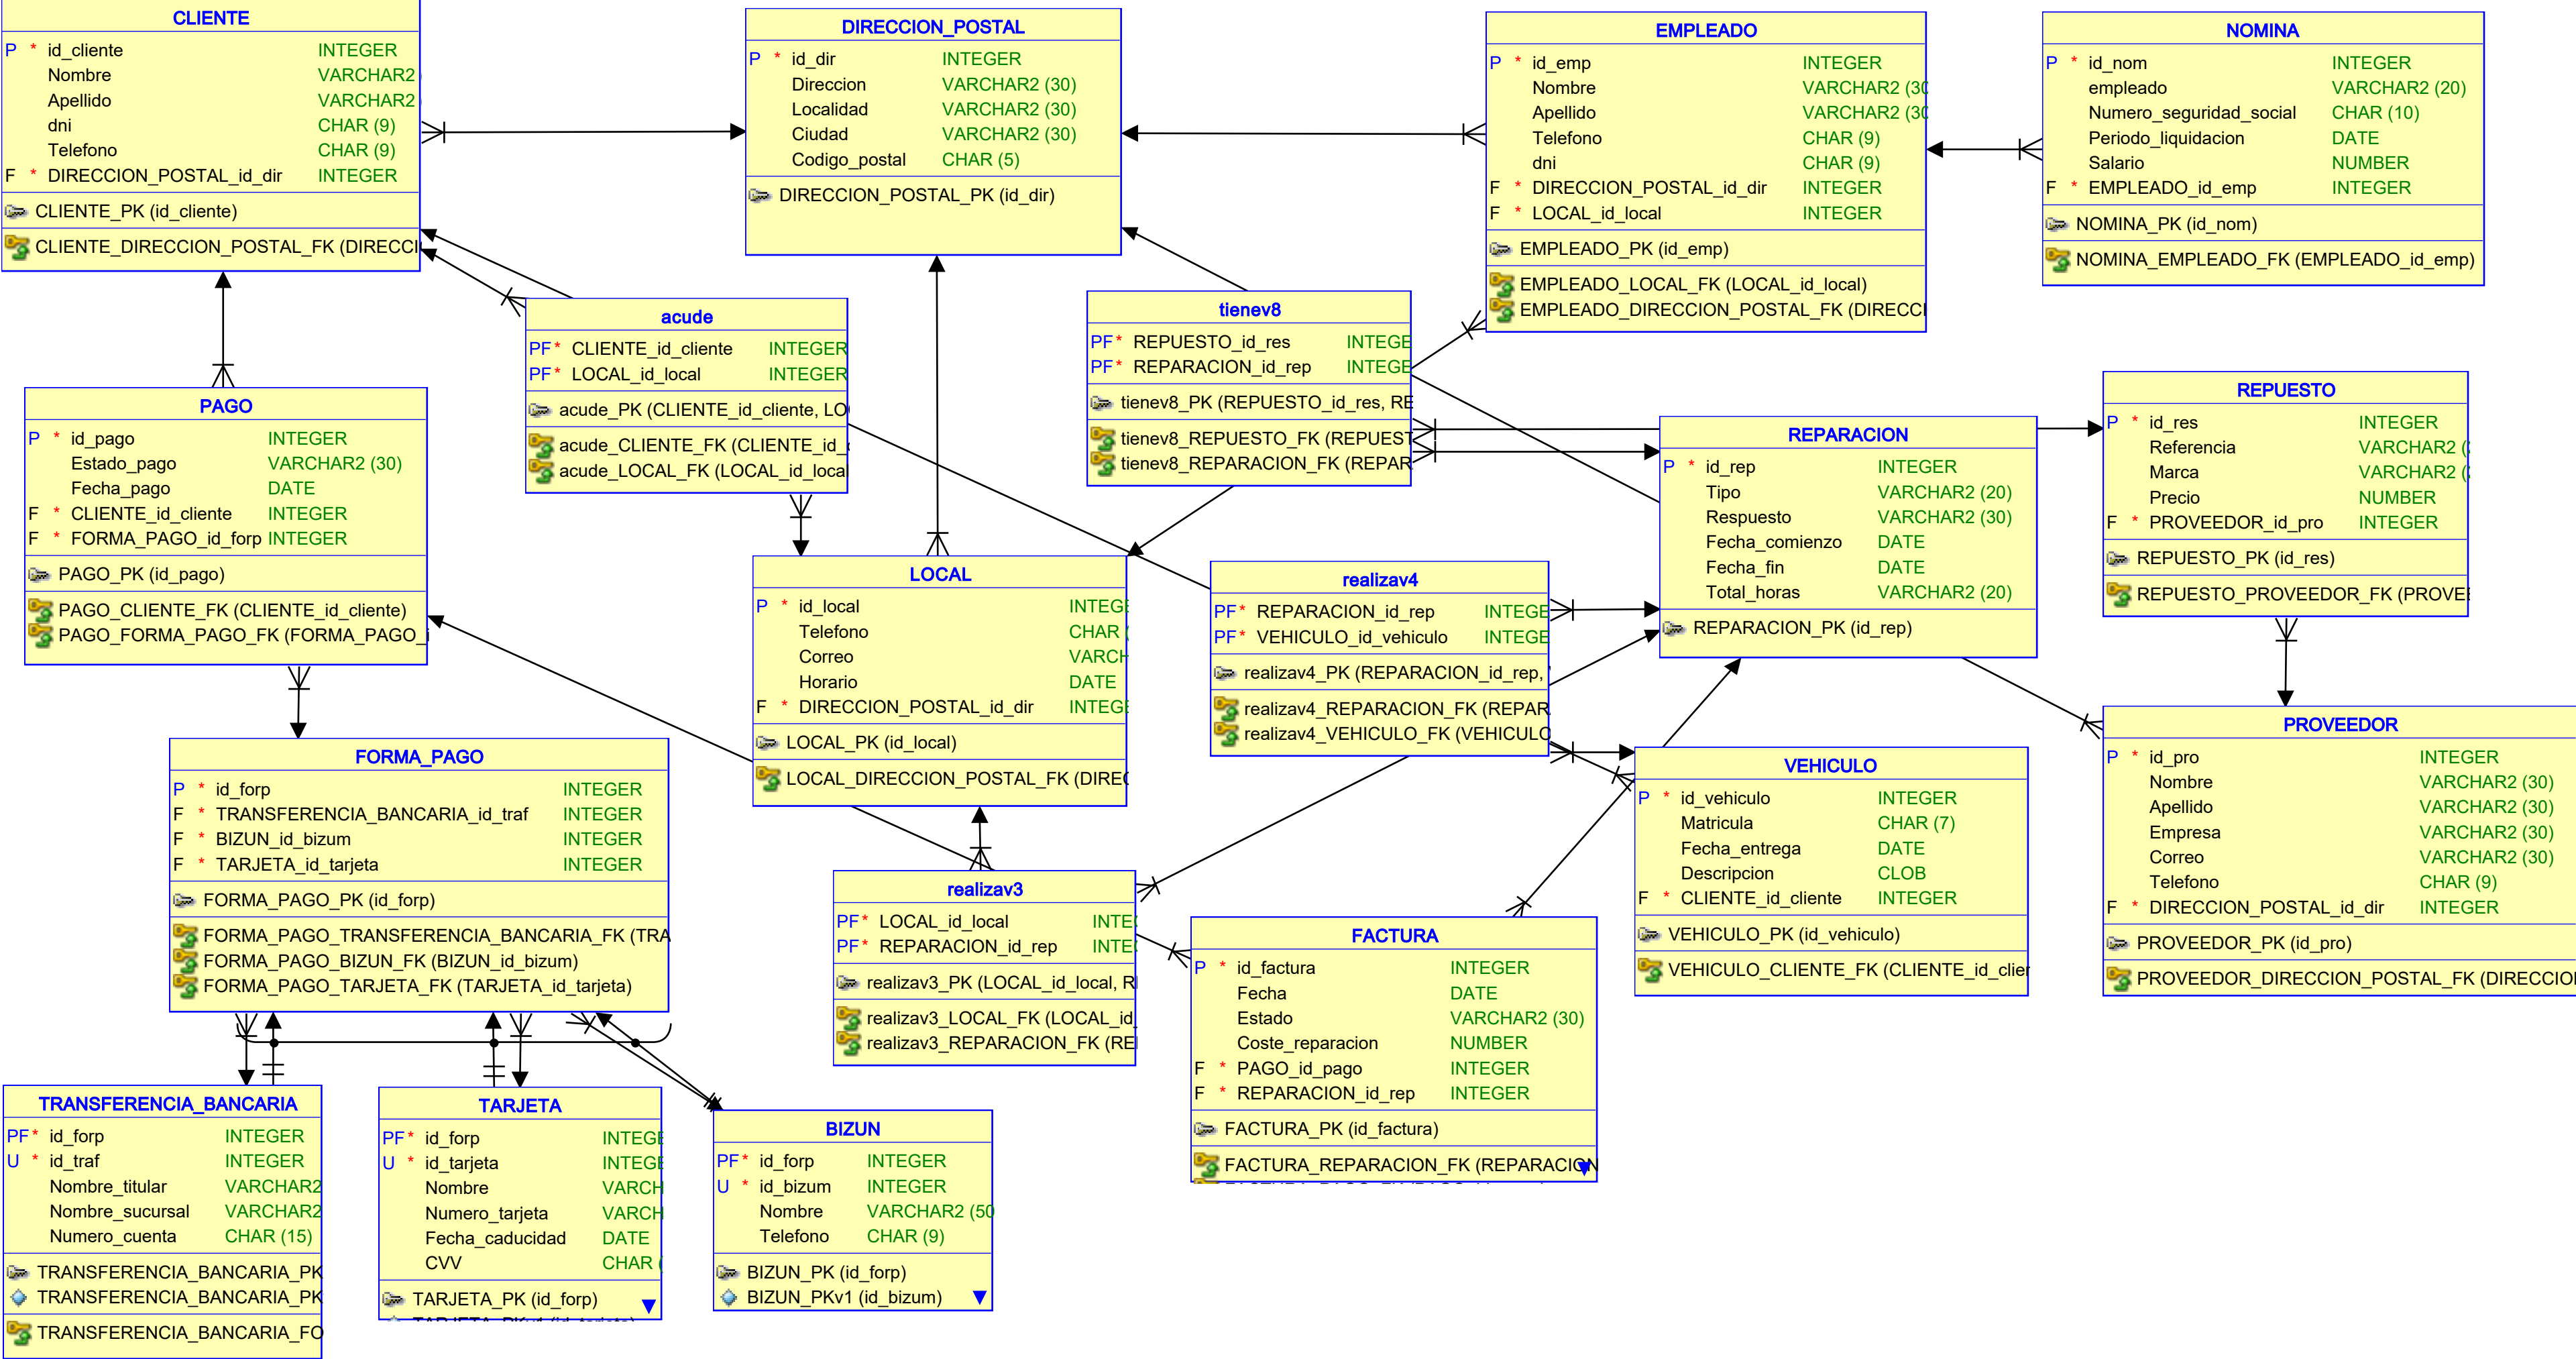 CLIENTE
P * id_cliente INTEGER
Nombre VARCHAR2
Apellido VARCHAR2
dni CHAR (9)
Telefono CHAR (9)
F * DIRECCION_POSTAL_id_dir INTEGER
CLIENTE_PK (id_cliente)
CLIENTE_DIRECCION_POSTAL_FK (DIRECCI
DIRECCION_POSTAL
P * id_dir INTEGER
Direccion VARCHAR2 (30)
Localidad VARCHAR2 (30)
Ciudad VARCHAR2 (30)
Codigo_postal CHAR (5)
DIRECCION_POSTAL_PK (id_dir)
EMPLEADO
P * id_emp INTEGER
Nombre VARCHAR2 (30
Apellido VARCHAR2 (30
Telefono CHAR (9)
dni CHAR (9)
F * DIRECCION_POSTAL_id_dir INTEGER
F * LOCAL_id_local INTEGER
EMPLEADO_PK (id_emp)
EMPLEADO_LOCAL_FK (LOCAL_id_local)
EMPLEADO_DIRECCION_POSTAL_FK (DIRECCI
NOMINA
P * id_nom INTEGER
empleado VARCHAR2 (20)
Numero_seguridad_social CHAR (10)
Periodo_liquidacion DATE
Salario NUMBER
F * EMPLEADO_id_emp INTEGER
NOMINA_PK (id_nom)
NOMINA_EMPLEADO_FK (EMPLEADO_id_emp)
acude
PF* CLIENTE_id_cliente INTEGER
PF* LOCAL_id_local INTEGER
acude_PK (CLIENTE_id_cliente, LO
acude_CLIENTE_FK (CLIENTE_id_
acude_LOCAL_FK (LOCAL_id_local
tienev8
PF* REPUESTO_id_res INTEGE
PF* REPARACION_id_rep INTEGE
tienev8_PK (REPUESTO_id_res, RE
tienev8_REPUESTO_FK (REPUEST
tienev8_REPARACION_FK (REPAR
PAGO
P * id_pago INTEGER
Estado_pago VARCHAR2 (30)
Fecha_pago DATE
F * CLIENTE_id_cliente INTEGER
F * FORMA_PAGO_id_forp INTEGER
PAGO_PK (id_pago)
PAGO_CLIENTE_FK (CLIENTE_id_cliente)
PAGO_FORMA_PAGO_FK (FORMA_PAGO_i
REPARACION
P * id_rep INTEGER
Tipo VARCHAR2 (20)
Respuesto VARCHAR2 (30)
Fecha_comienzo DATE
Fecha_fin DATE
Total_horas VARCHAR2 (20)
REPARACION_PK (id_rep)
REPUESTO
P * id_res INTEGER
Referencia VARCHAR2 (
Marca VARCHAR2 (
Precio NUMBER
F * PROVEEDOR_id_pro INTEGER
REPUESTO_PK (id_res)
REPUESTO_PROVEEDOR_FK (PROVEE
LOCAL
P * id_local INTEGE
Telefono CHAR (
Correo VARCH
Horario DATE
F * DIRECCION_POSTAL_id_dir INTEGE
LOCAL_PK (id_local)
LOCAL_DIRECCION_POSTAL_FK (DIREC
realizav4
PF* REPARACION_id_rep INTEGE
PF* VEHICULO_id_vehiculo INTEGE
realizav4_PK (REPARACION_id_rep,
realizav4_REPARACION_FK (REPAR
realizav4_VEHICULO_FK (VEHICULO
FORMA_PAGO
P * id_forp INTEGER
F * TRANSFERENCIA_BANCARIA_id_traf INTEGER
F * BIZUN_id_bizum INTEGER
F * TARJETA_id_tarjeta INTEGER
FORMA_PAGO_PK (id_forp)
FORMA_PAGO_TRANSFERENCIA_BANCARIA_FK (TRA
FORMA_PAGO_BIZUN_FK (BIZUN_id_bizum)
FORMA_PAGO_TARJETA_FK (TARJETA_id_tarjeta)
VEHICULO
P * id_vehiculo INTEGER
Matricula CHAR (7)
Fecha_entrega DATE
Descripcion CLOB
F * CLIENTE_id_cliente INTEGER
VEHICULO_PK (id_vehiculo)
VEHICULO_CLIENTE_FK (CLIENTE_id_clien
PROVEEDOR
P * id_pro INTEGER
Nombre VARCHAR2 (30)
Apellido VARCHAR2 (30)
Empresa VARCHAR2 (30)
Correo VARCHAR2 (30)
Telefono CHAR (9)
F * DIRECCION_POSTAL_id_dir INTEGER
PROVEEDOR_PK (id_pro)
PROVEEDOR_DIRECCION_POSTAL_FK (DIRECCIO
realizav3
PF* LOCAL_id_local INTE
PF* REPARACION_id_rep INTE
realizav3_PK (LOCAL_id_local, R
realizav3_LOCAL_FK (LOCAL_id_
realizav3_REPARACION_FK (RE
FACTURA
P * id_factura INTEGER
Fecha DATE
Estado VARCHAR2 (30)
Coste_reparacion NUMBER
F * PAGO_id_pago INTEGER
F * REPARACION_id_rep INTEGER
FACTURA_PK (id_factura)
FACTURA_REPARACION_FK (REPARACION
TRANSFERENCIA_BANCARIA
PF* id_forp INTEGER
U * id_traf INTEGER
Nombre_titular VARCHAR2
Nombre_sucursal VARCHAR2
Numero_cuenta CHAR (15)
TRANSFERENCIA_BANCARIA_PK
TRANSFERENCIA_BANCARIA_PK
TRANSFERENCIA_BANCARIA_FO
TARJETA
PF* id_forp INTEGE
U * id_tarjeta INTEGE
Nombre VARCH
Numero_tarjeta VARCH
Fecha_caducidad DATE
CVV CHAR (
TARJETA_PK (id_forp)
BIZUN
PF* id_forp INTEGER
U * id_bizum INTEGER
Nombre VARCHAR2 (50
Telefono CHAR (9)
BIZUN_PK (id_forp)
BIZUN_PKv1 (id_bizum)